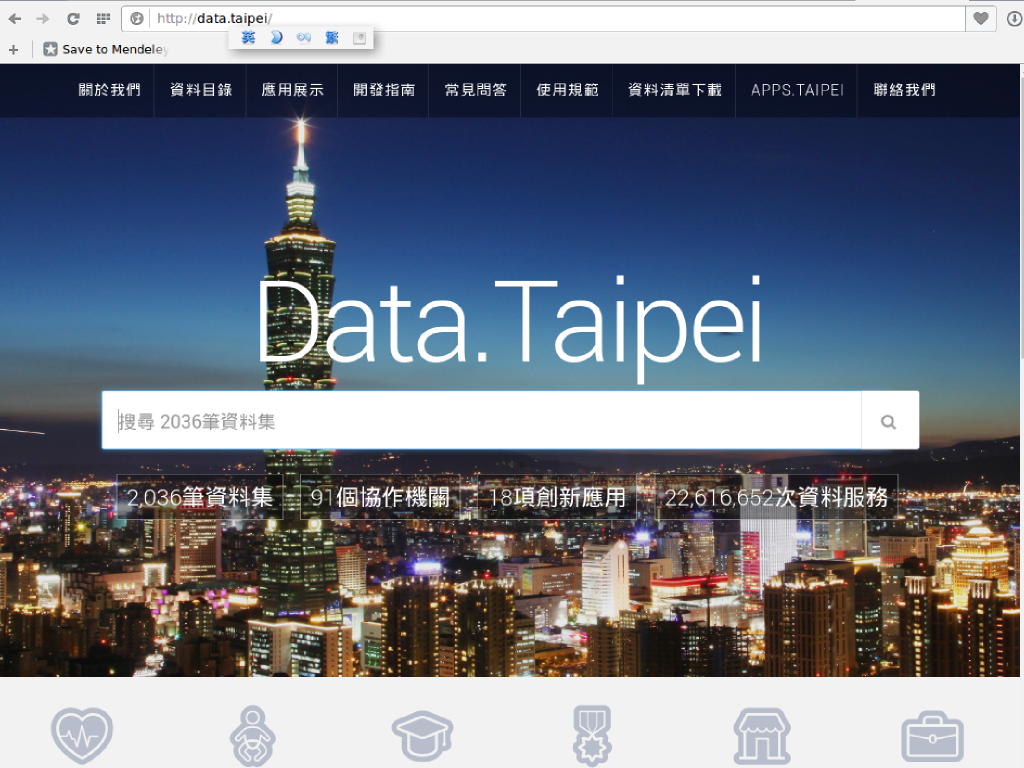 http://data.taipei/
英 繁
Save to Mendeley
關於我們 資料目錄 應用展示 開發指南 常見問答 使用規範 資料清單下載 APPS.TAIPEI 聯絡我們
Data.Taipei
搜尋 2036筆資料集
2,036筆資料集 91個協作機關 18項創新應用 22,616,652次資料服務